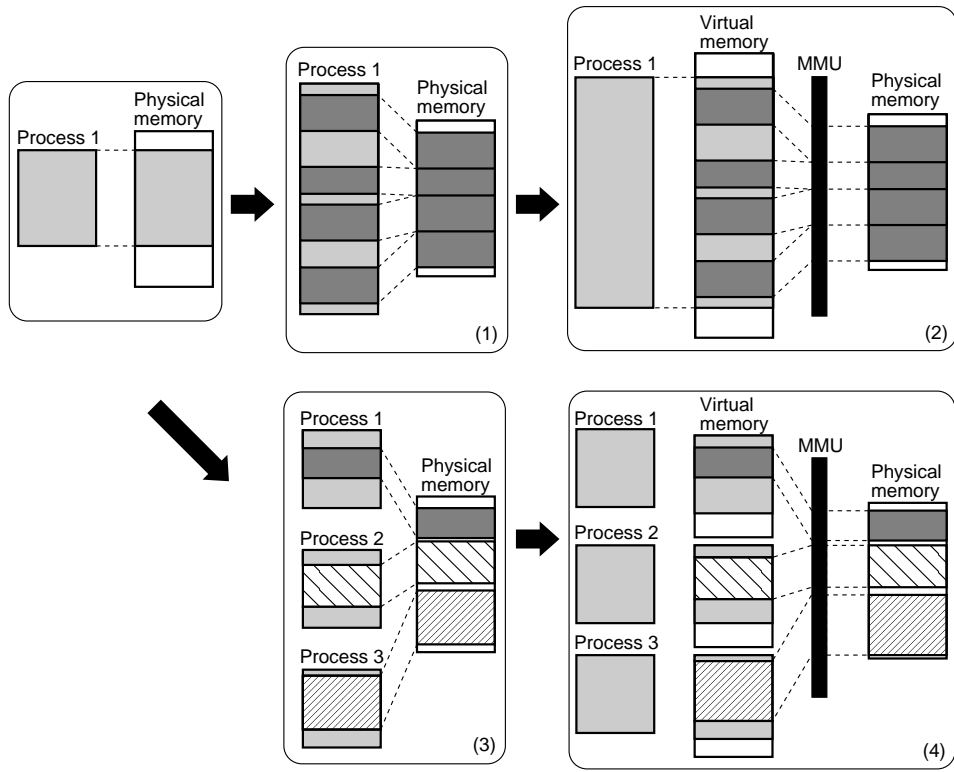 Process 1
Physical
memory
Process 1
Physical
memory
(1)
Process 1
Virtual
memory
MMU
Physical
memory
(2)
Process 1
Process 2
Process 3
Physical
memory
(3)
Process 1
Process 2
Process 3
Virtual
memory
MMU
Physical
memory
(4)